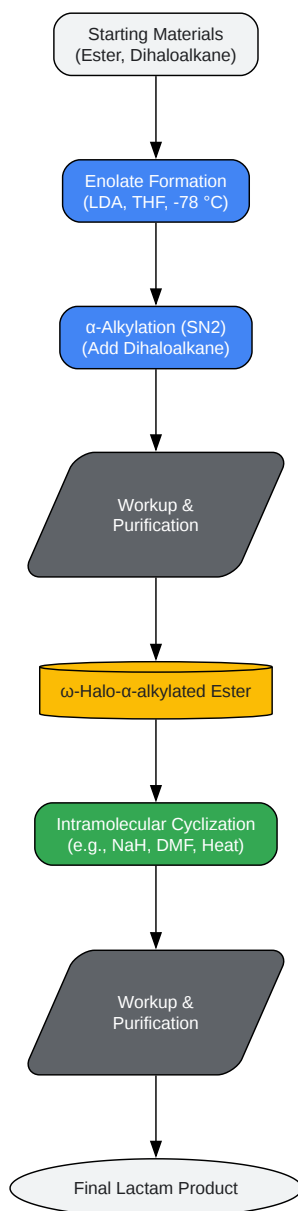 Starting Materials
(Ester, Dihaloalkane)
Enolate Formation
(LDA, THF, -78 °C)
α-Alkylation (SN2)
(Add Dihaloalkane)
Workup &
Purification
ω-Halo-α-alkylated Ester
Intramolecular Cyclization
(e.g., NaH, DMF, Heat)
Workup &
Purification
Final Lactam Product